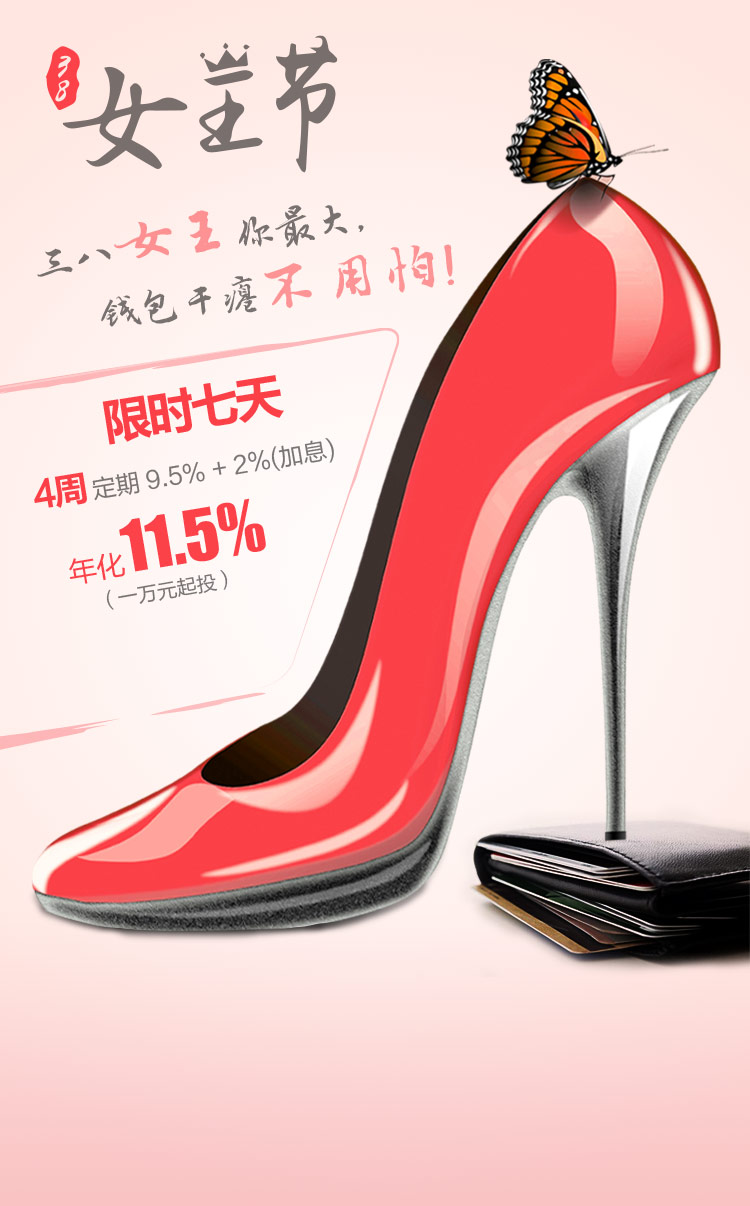 38
女王节
三八女王你最大,
钱包干瘪不用怕!
限时七天
4周 定期 9.5% + 2%(加息)
年化11.5%
(一万元起投)